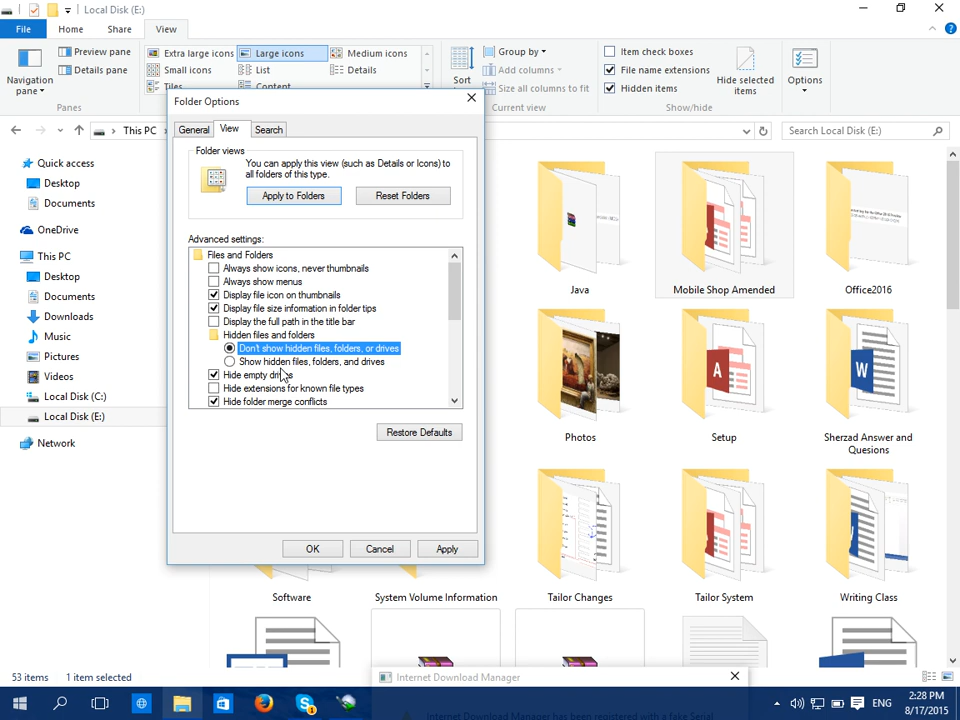 Local Disk (E:)
File
Home
Share
View
Navigation pane
Preview pane
Details pane
Panes
Extra large icons
Large icons
Medium icons
Small icons
List
Details
Tiles
Content
Sort
Group by
Add columns
Size all columns to fit
Current view
Item check boxes
File name extensions
Hidden items
Hide selected items
Show/hide
Options
This PC
Search Local Disk (E:)
Quick access
Desktop
Documents
OneDrive
This PC
Desktop
Documents
Downloads
Music
Pictures
Videos
Local Disk (C:)
Local Disk (E:)
Network
Folder Options
General
View
Search
Folder views
You can apply this view (such as Details or Icons) to
all folders of this type.
Apply to Folders
Reset Folders
Advanced settings:
Files and Folders
Always show icons, never thumbnails
Always show menus
Display file icon on thumbnails
Display file size information in folder tips
Display the full path in the title bar
Hidden files and folders
Don't show hidden files, folders, or drives
Show hidden files, folders, and drives
Hide empty drives
Hide extensions for known file types
Hide folder merge conflicts
Restore Defaults
OK
Cancel
Apply
Java
Mobile Shop Amended
Office2016
Photos
Setup
Sherzad Answer and Quesions
Software
System Volume Information
Tailor Changes
Tailor System
Writing Class
53 items
1 item selected
Internet Download Manager
Internet Download Manager has been registered with a fake Serial
ENG
2:28 PM
8/17/2015